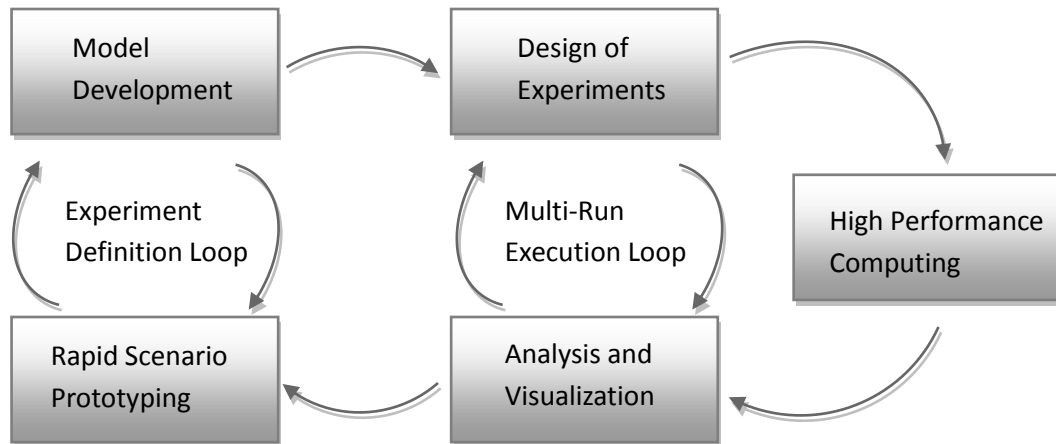 Model
Development
Design of
Experiments
Experiment
Definition Loop
Multi-Run
Execution Loop
High Performance
Computing
Rapid Scenario
Prototyping
Analysis and
Visualization